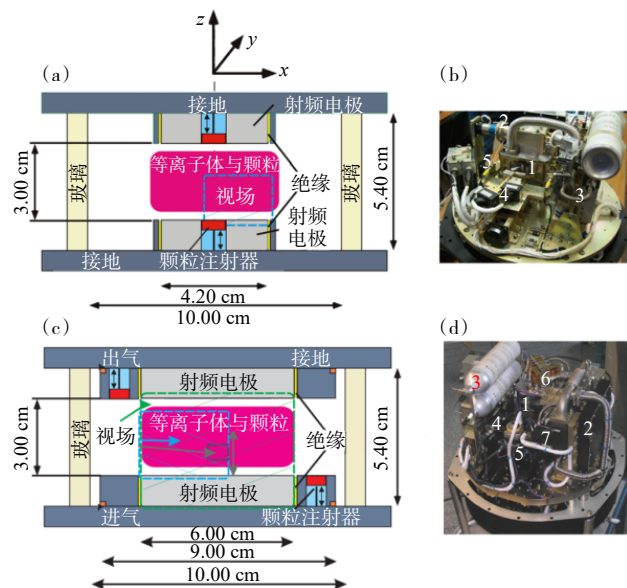 z
y
x
(a)
接地
射频电极
等离子体与颗粒
视场
绝缘
射频
电极
玻璃
玻璃
3.00 cm
5.40 cm
接地
颗粒注射器
4.20 cm
10.00 cm
(b)
2
5
1
4
3
(c)
出气
接地
射频电极
等离子体与颗粒
视场
绝缘
玻璃
玻璃
3.00 cm
5.40 cm
射频电极
进气
颗粒注射器
6.00 cm
9.00 cm
10.00 cm
(d)
3
6
1
4
7
2
5